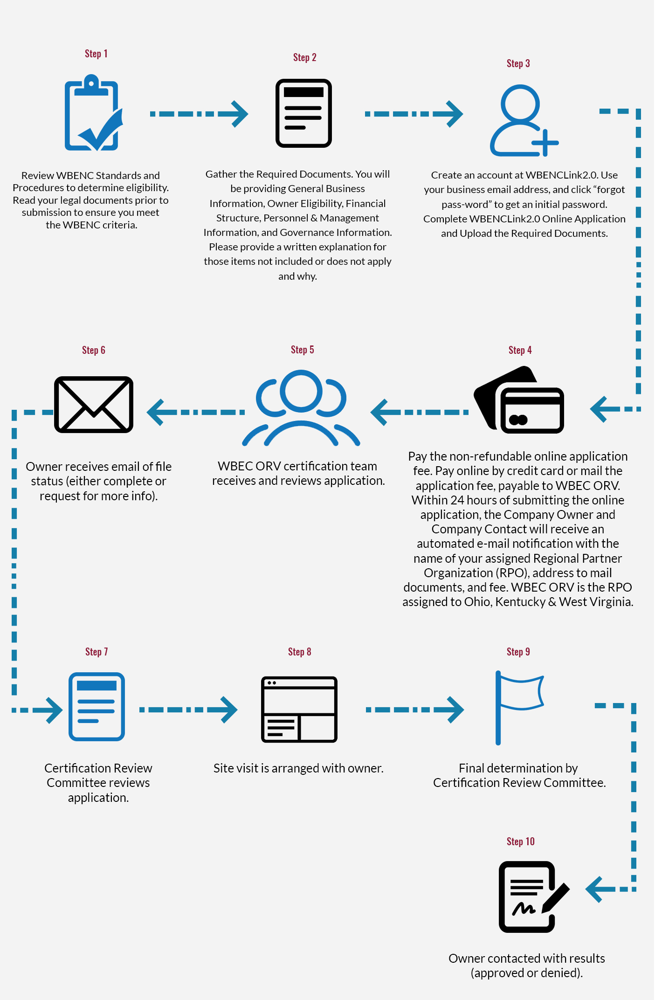 Step 1
Review WBENC Standards and
Procedures to determine eligibility.
Read your legal documents prior to
submission to ensure you meet
the WBENC criteria.
Step 2
Gather the Required Documents. You will
be providing General Business
Information, Owner Eligibility, Financial
Structure, Personnel & Management
Information, and Governance Information.
Please provide a written explanation for
those items not included or does not apply
and why.
Step 3
Create an account at WBENCLink2.0. Use
your business email address, and click “forgot
pass-word” to get an initial password.
Complete WBENCLink2.0 Online Application
and Upload the Required Documents.
Step 4
Pay the non-refundable online application
fee. Pay online by credit card or mail the
application fee, payable to WBEC ORV.
Within 24 hours of submitting the online
application, the Company Owner and
Company Contact will receive an
automated e-mail notification with the
name of your assigned Regional Partner
Organization (RPO), address to mail
documents, and fee. WBEC ORV is the RPO
assigned to Ohio, Kentucky & West Virginia.
Step 5
WBEC ORV certification team
receives and reviews application.
Step 6
Owner receives email of file
status (either complete or
request for more info).
Step 7
Certification Review
Committee reviews
application.
Step 8
Site visit is arranged with owner.
Step 9
Final determination by
Certification Review Committee.
Step 10
Owner contacted with results
(approved or denied).